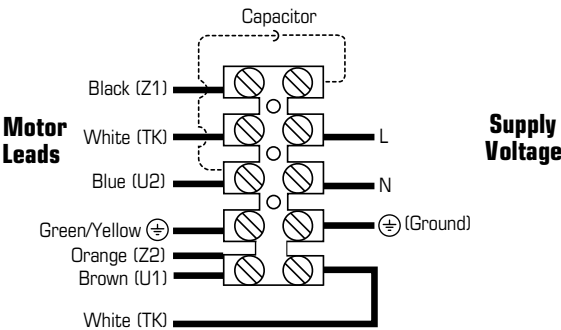 Capacitor
Black (Z1)
Motor
Leads
White (TK)
L
Supply
Voltage
Blue (U2)
N
Green/Yellow
(Ground)
Orange (Z2)
Brown (U1)
White (TK)